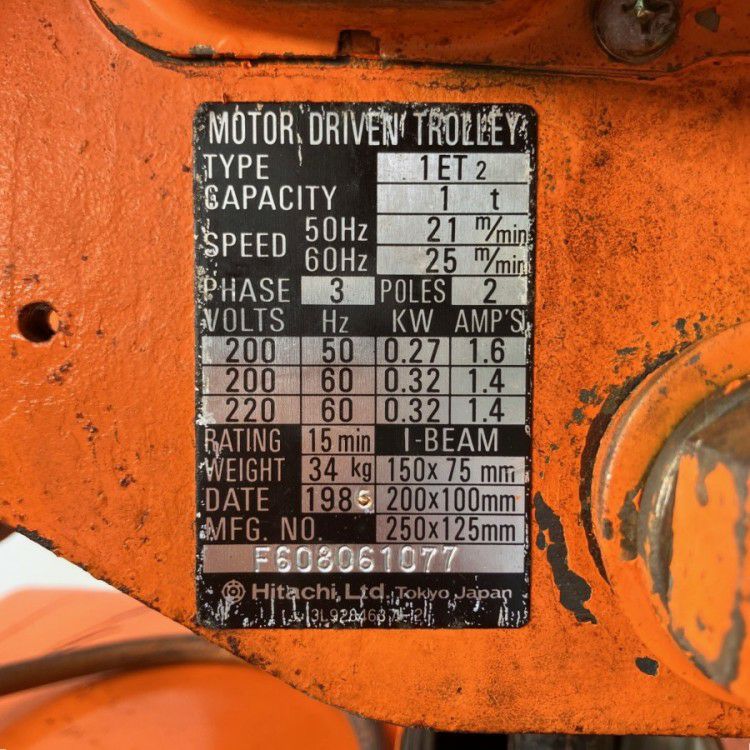 MOTOR DRIVEN TROLLEY
TYPE 1ET2
CAPACITY 1 t
SPEED 50Hz 21 m/min
60Hz 25 m/min
PHASE 3 POLES 2
VOLTS Hz KW AMP'S
200 50 0.27 1.6
200 60 0.32 1.4
220 60 0.32 1.4
RATING 15 min I-BEAM
WEIGHT 34 kg 150x75 mm
DATE 1986 200x100mm
MFG. NO. 250x125mm
F608061077
Hitachi, Ltd. Tokyo Japan